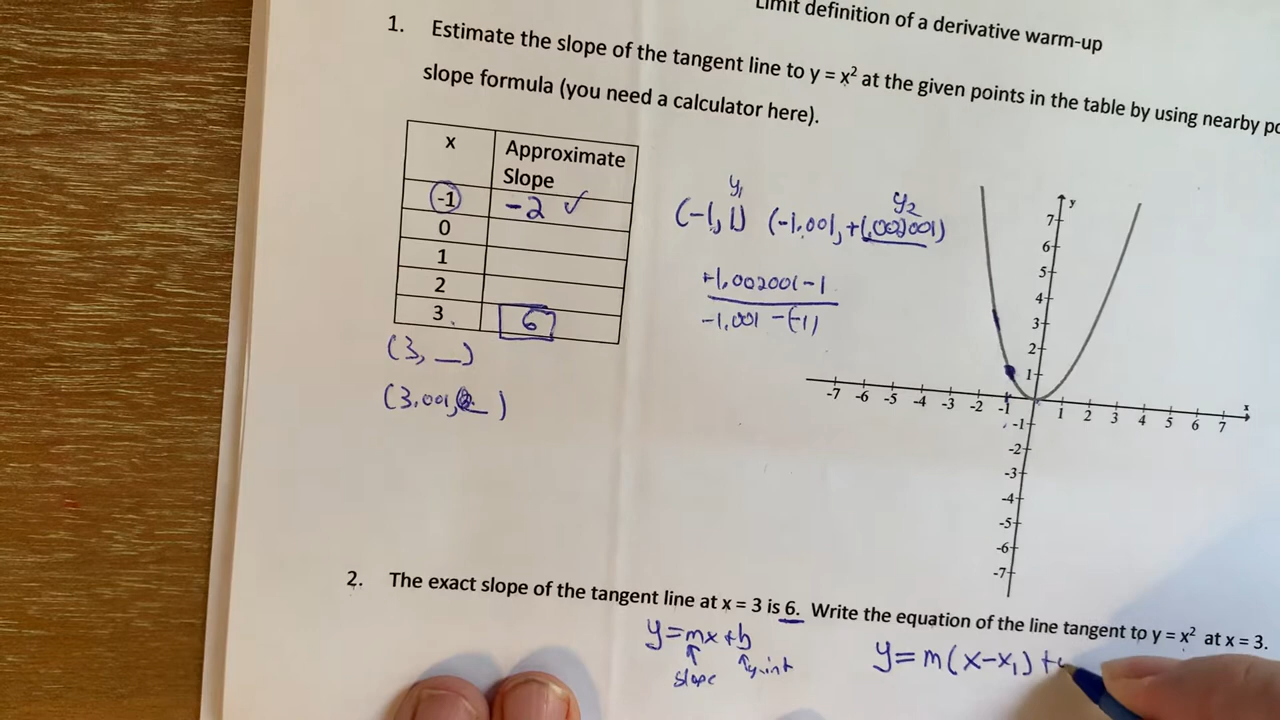 Limit definition of a derivative warm-up
1. Estimate the slope of the tangent line to y = x² at the given points in the table by using nearby
slope formula (you need a calculator here).
x Approximate Slope
-1 -2 ✓
0
1
2
3 6
(3, __)
(3.001, __)
y₁ y₂
(-1, 1) (-1.001, +1.002001)
+1.002001 - 1
-1.001 - (-1)
y
7
6
5
4
3
2
1
-7 -6 -5 -4 -3 -2 -1 1 2 3 4 5 6 7 x
-1
-2
-3
-4
-5
-6
-7
2. The exact slope of the tangent line at x = 3 is 6. Write the equation of the line tangent to y = x² at x = 3.
y = mx + b y = m(x - x₁) +
slope y-int